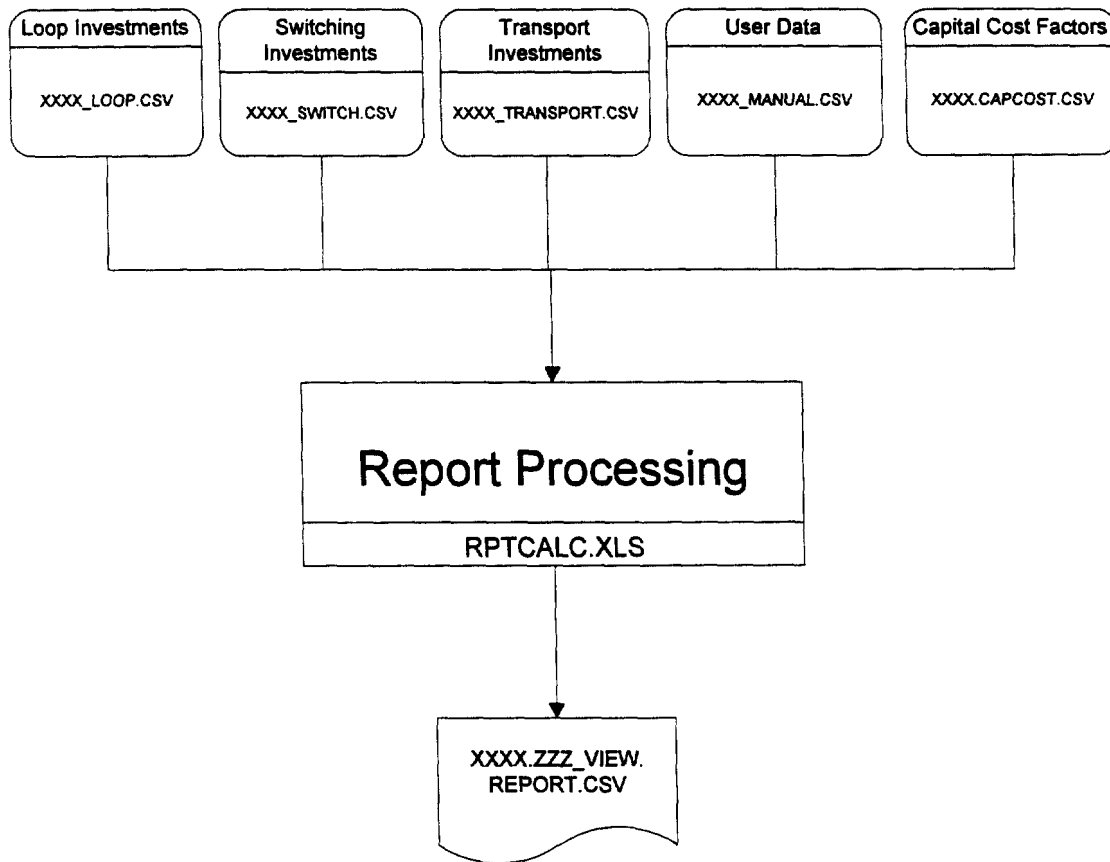 Loop Investments
XXXX_LOOP.CSV
Switching
Investments
XXXX_SWITCH.CSV
Transport
Investments
XXXX_TRANSPORT.CSV
User Data
XXXX_MANUAL.CSV
Capital Cost Factors
XXXX.CAPCOST.CSV
Report Processing
RPTCALC.XLS
XXXX.ZZZ_VIEW.
REPORT.CSV